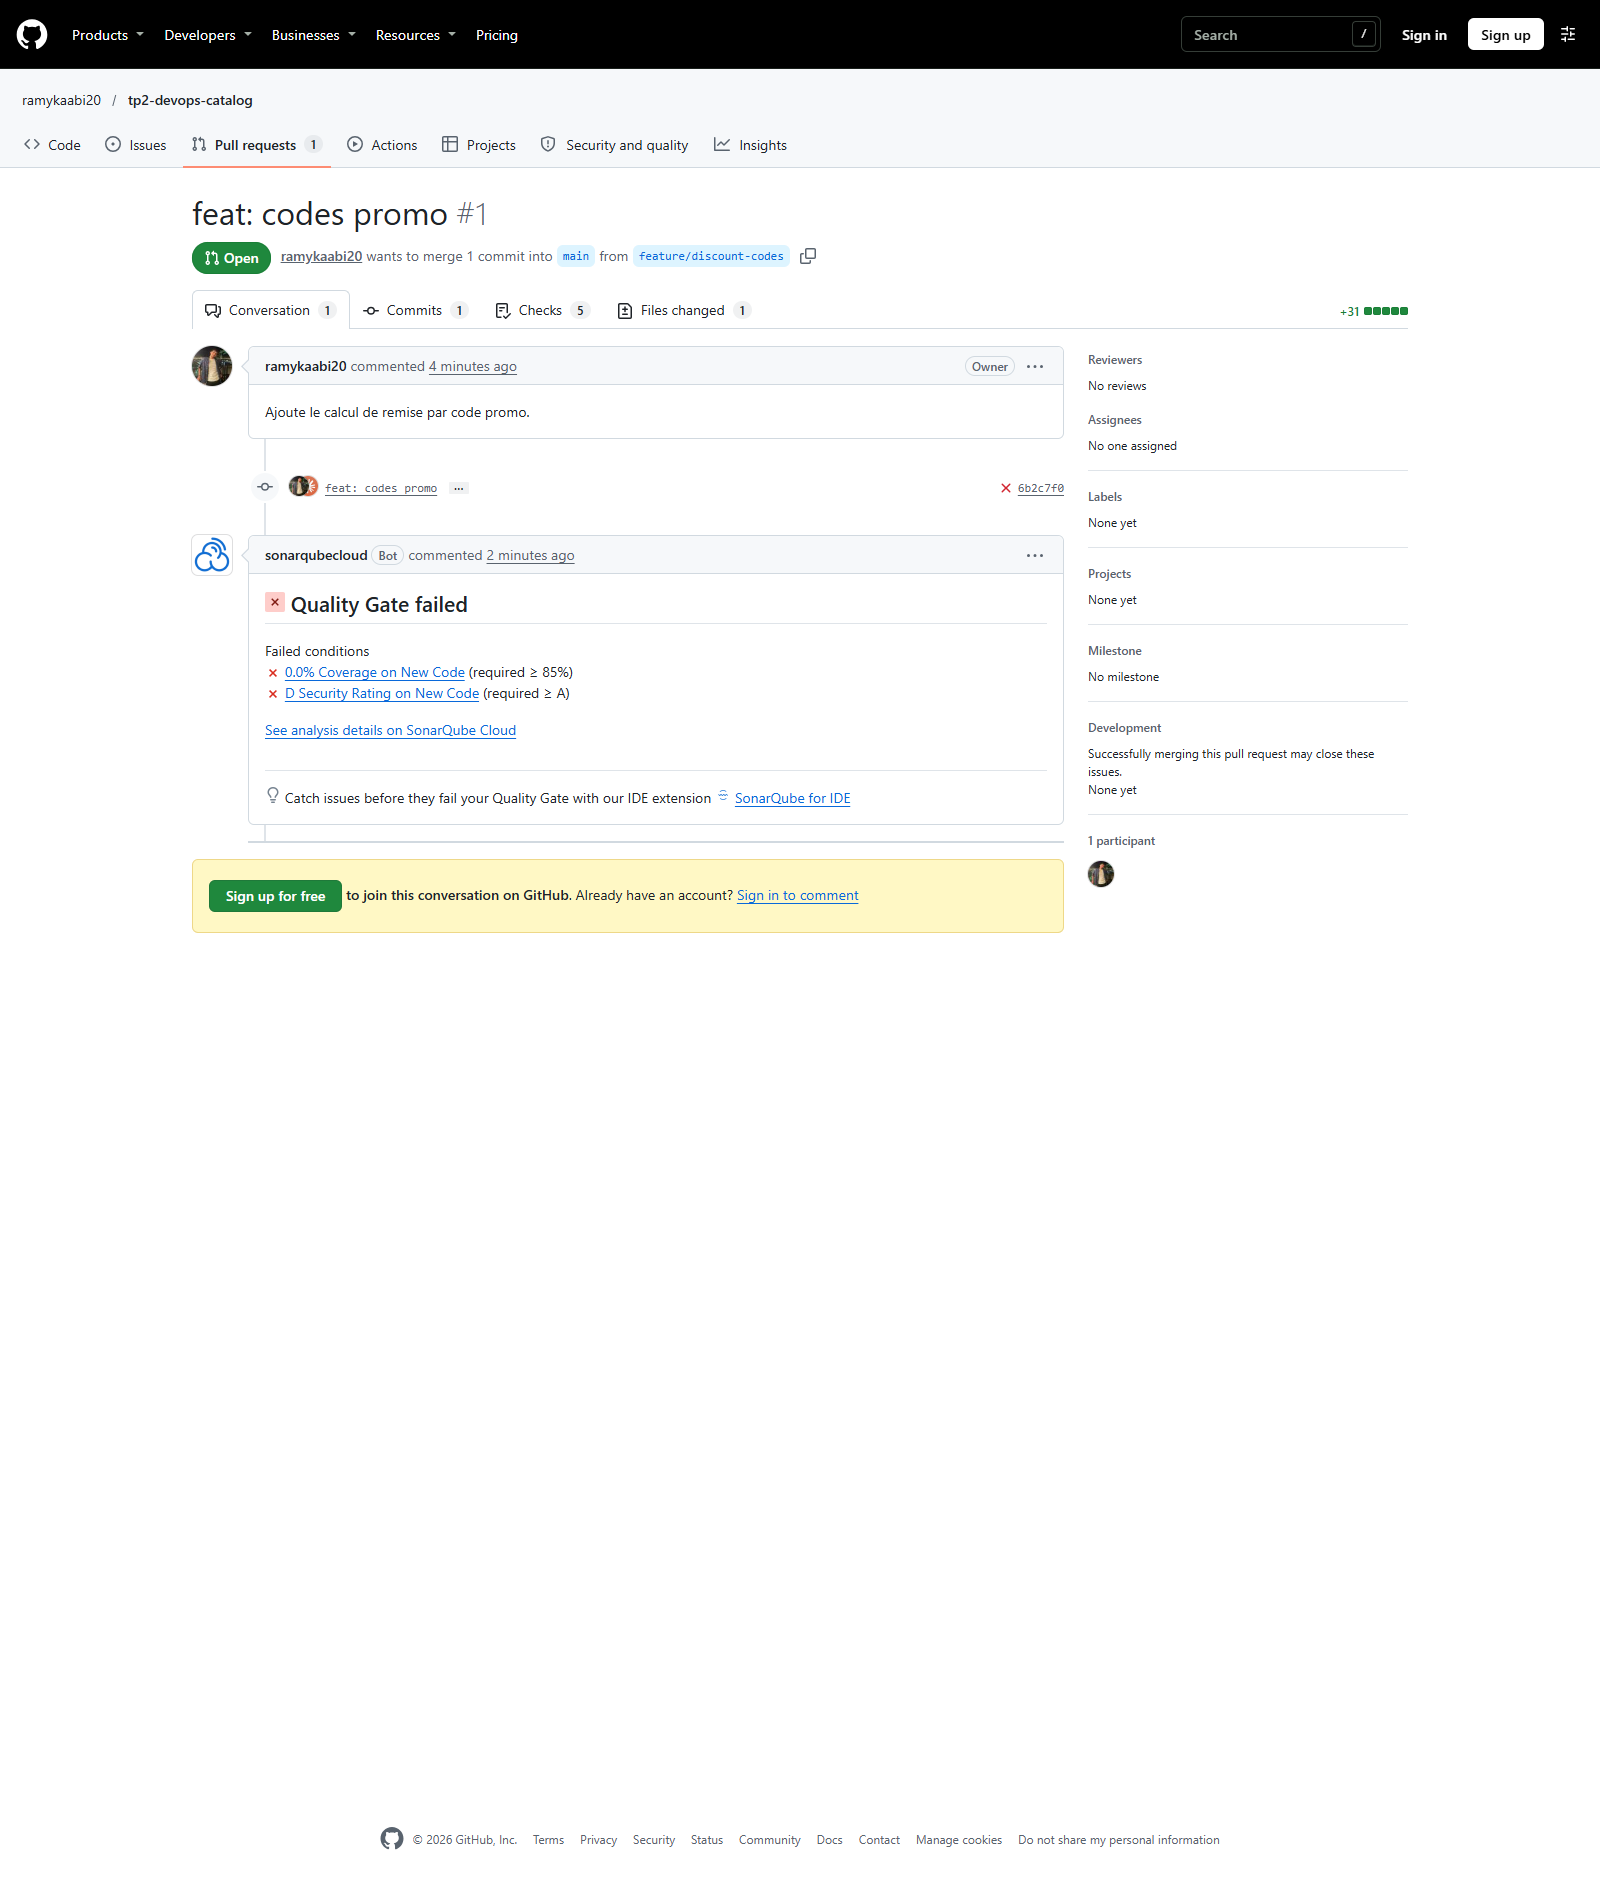 Products Developers Businesses Resources Pricing Search / Sign in Sign up
ramykaabi20 / tp2-devops-catalog
Code Issues Pull requests 1 Actions Projects Security and quality Insights
feat: codes promo #1
Open ramykaabi20 wants to merge 1 commit into main from feature/discount-codes
Conversation 1 Commits 1 Checks 5 Files changed 1 +31
ramykaabi20 commented 4 minutes ago Owner ...
Ajoute le calcul de remise par code promo.
feat: codes promo ... 6b2c7f0
sonarqubecloud Bot commented 2 minutes ago ...
Quality Gate failed
Failed conditions
0.0% Coverage on New Code (required ≥ 85%)
D Security Rating on New Code (required ≥ A)
See analysis details on SonarQube Cloud
Catch issues before they fail your Quality Gate with our IDE extension SonarQube for IDE
Sign up for free to join this conversation on GitHub. Already have an account? Sign in to comment
Reviewers
No reviews
Assignees
No one assigned
Labels
None yet
Projects
None yet
Milestone
No milestone
Development
Successfully merging this pull request may close these
issues.
None yet
1 participant
© 2026 GitHub, Inc. Terms Privacy Security Status Community Docs Contact Manage cookies Do not share my personal information